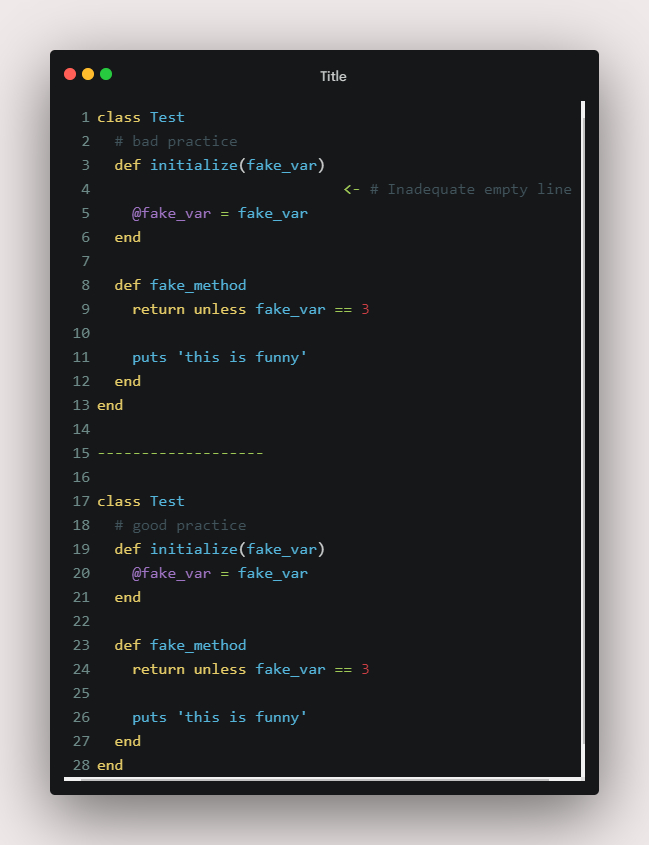 Title
1 class Test
2   # bad practice
3   def initialize(fake_var)
4                             <- # Inadequate empty line
5     @fake_var = fake_var
6   end
7
8   def fake_method
9     return unless fake_var == 3
10
11     puts 'this is funny'
12   end
13 end
14
15 -------------------
16
17 class Test
18   # good practice
19   def initialize(fake_var)
20     @fake_var = fake_var
21   end
22
23   def fake_method
24     return unless fake_var == 3
25
26     puts 'this is funny'
27   end
28 end